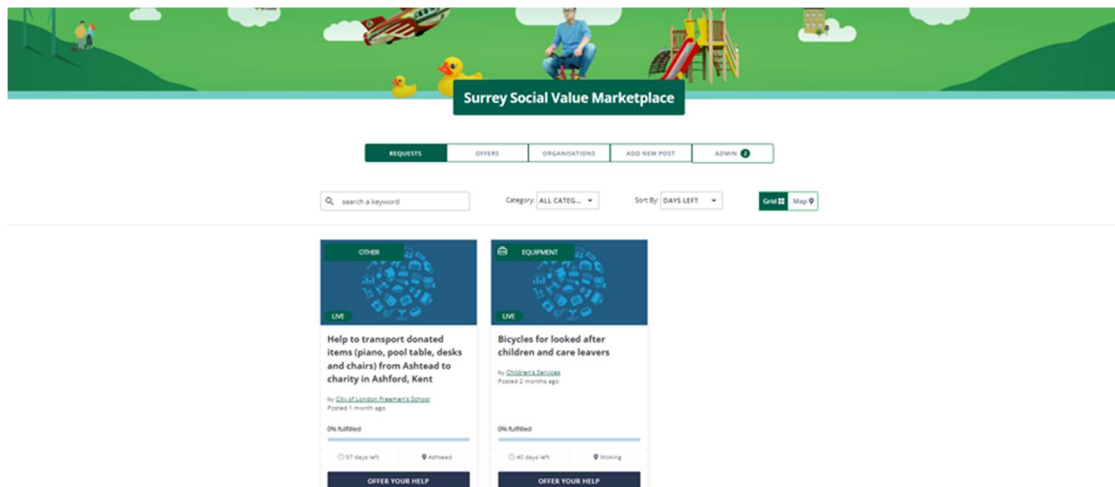 Surrey Social Value Marketplace
REQUESTS OFFERS ORGANISATIONS ADD NEW POST ADMIN 2
search a keyword Category: ALL CATEG... Sort By: DAYS LEFT Grid Map
OTHER
LIVE
Help to transport donated
items (piano, pool table, desks
and chairs) from Ashtead to
charity in Ashford, Kent
by City of London Freemen's School
Posted 1 month ago
0% fulfilled
57 days left Ashtead
OFFER YOUR HELP
EQUIPMENT
LIVE
Bicycles for looked after
children and care leavers
by Children's Services
Posted 2 months ago
0% fulfilled
40 days left Woking
OFFER YOUR HELP